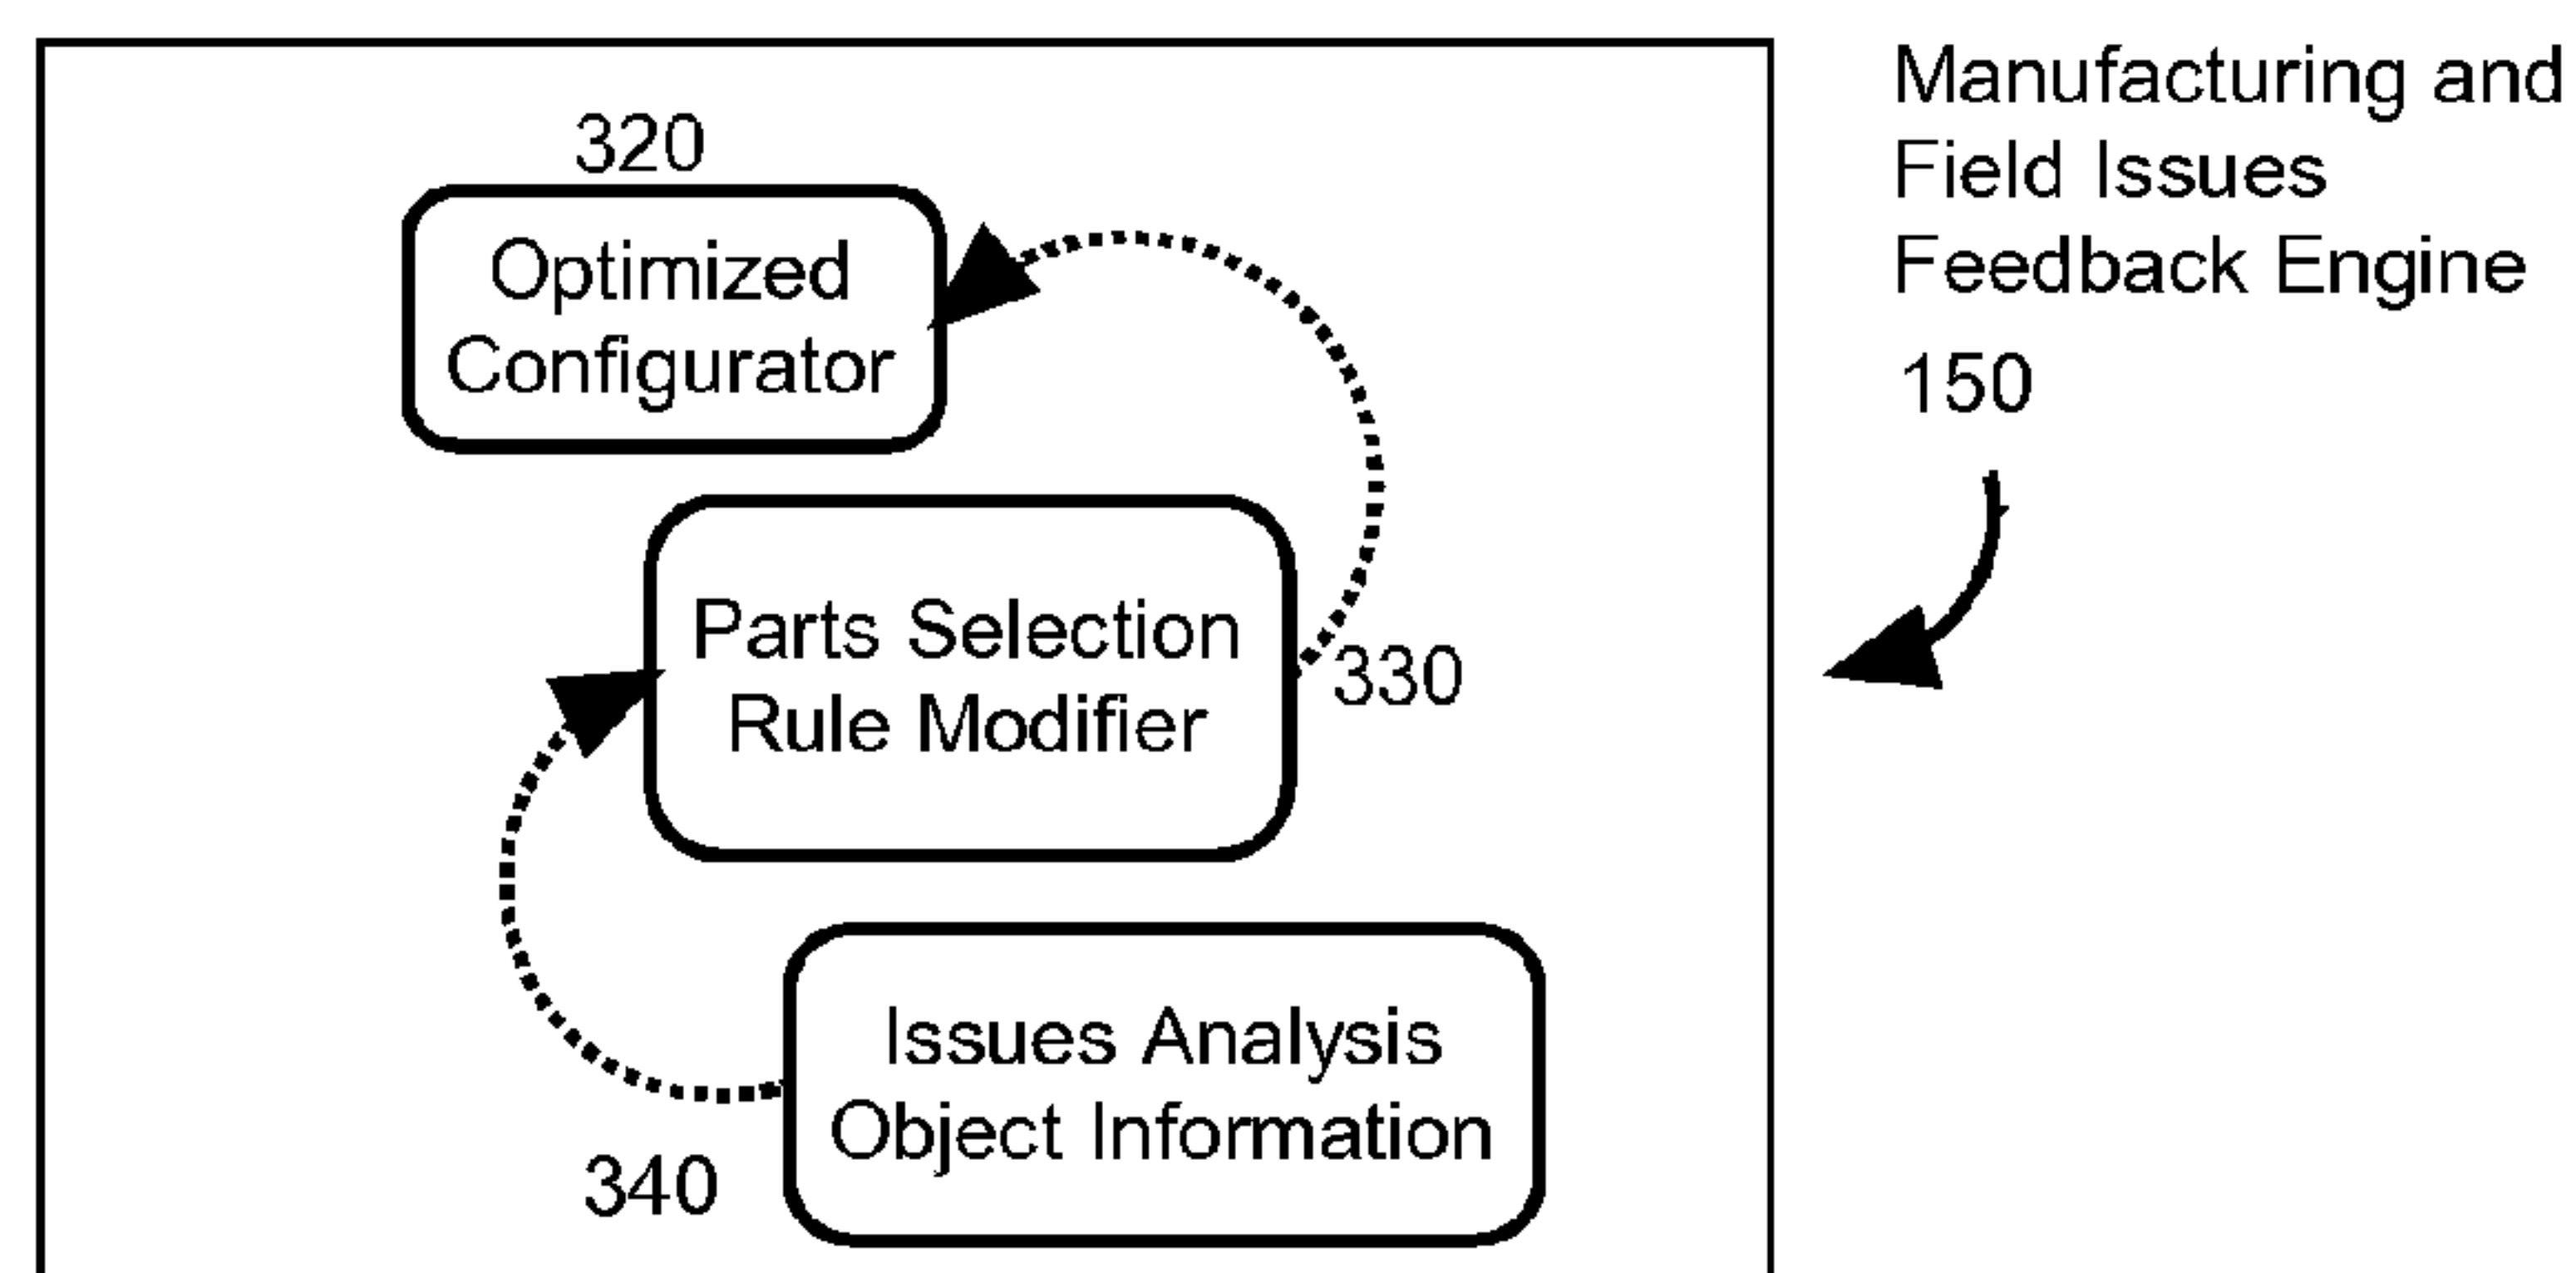 320
Optimized
Configurator
Parts Selection
Rule Modifier
330
Issues Analysis
Object Information
340
Manufacturing and
Field Issues
Feedback Engine
150